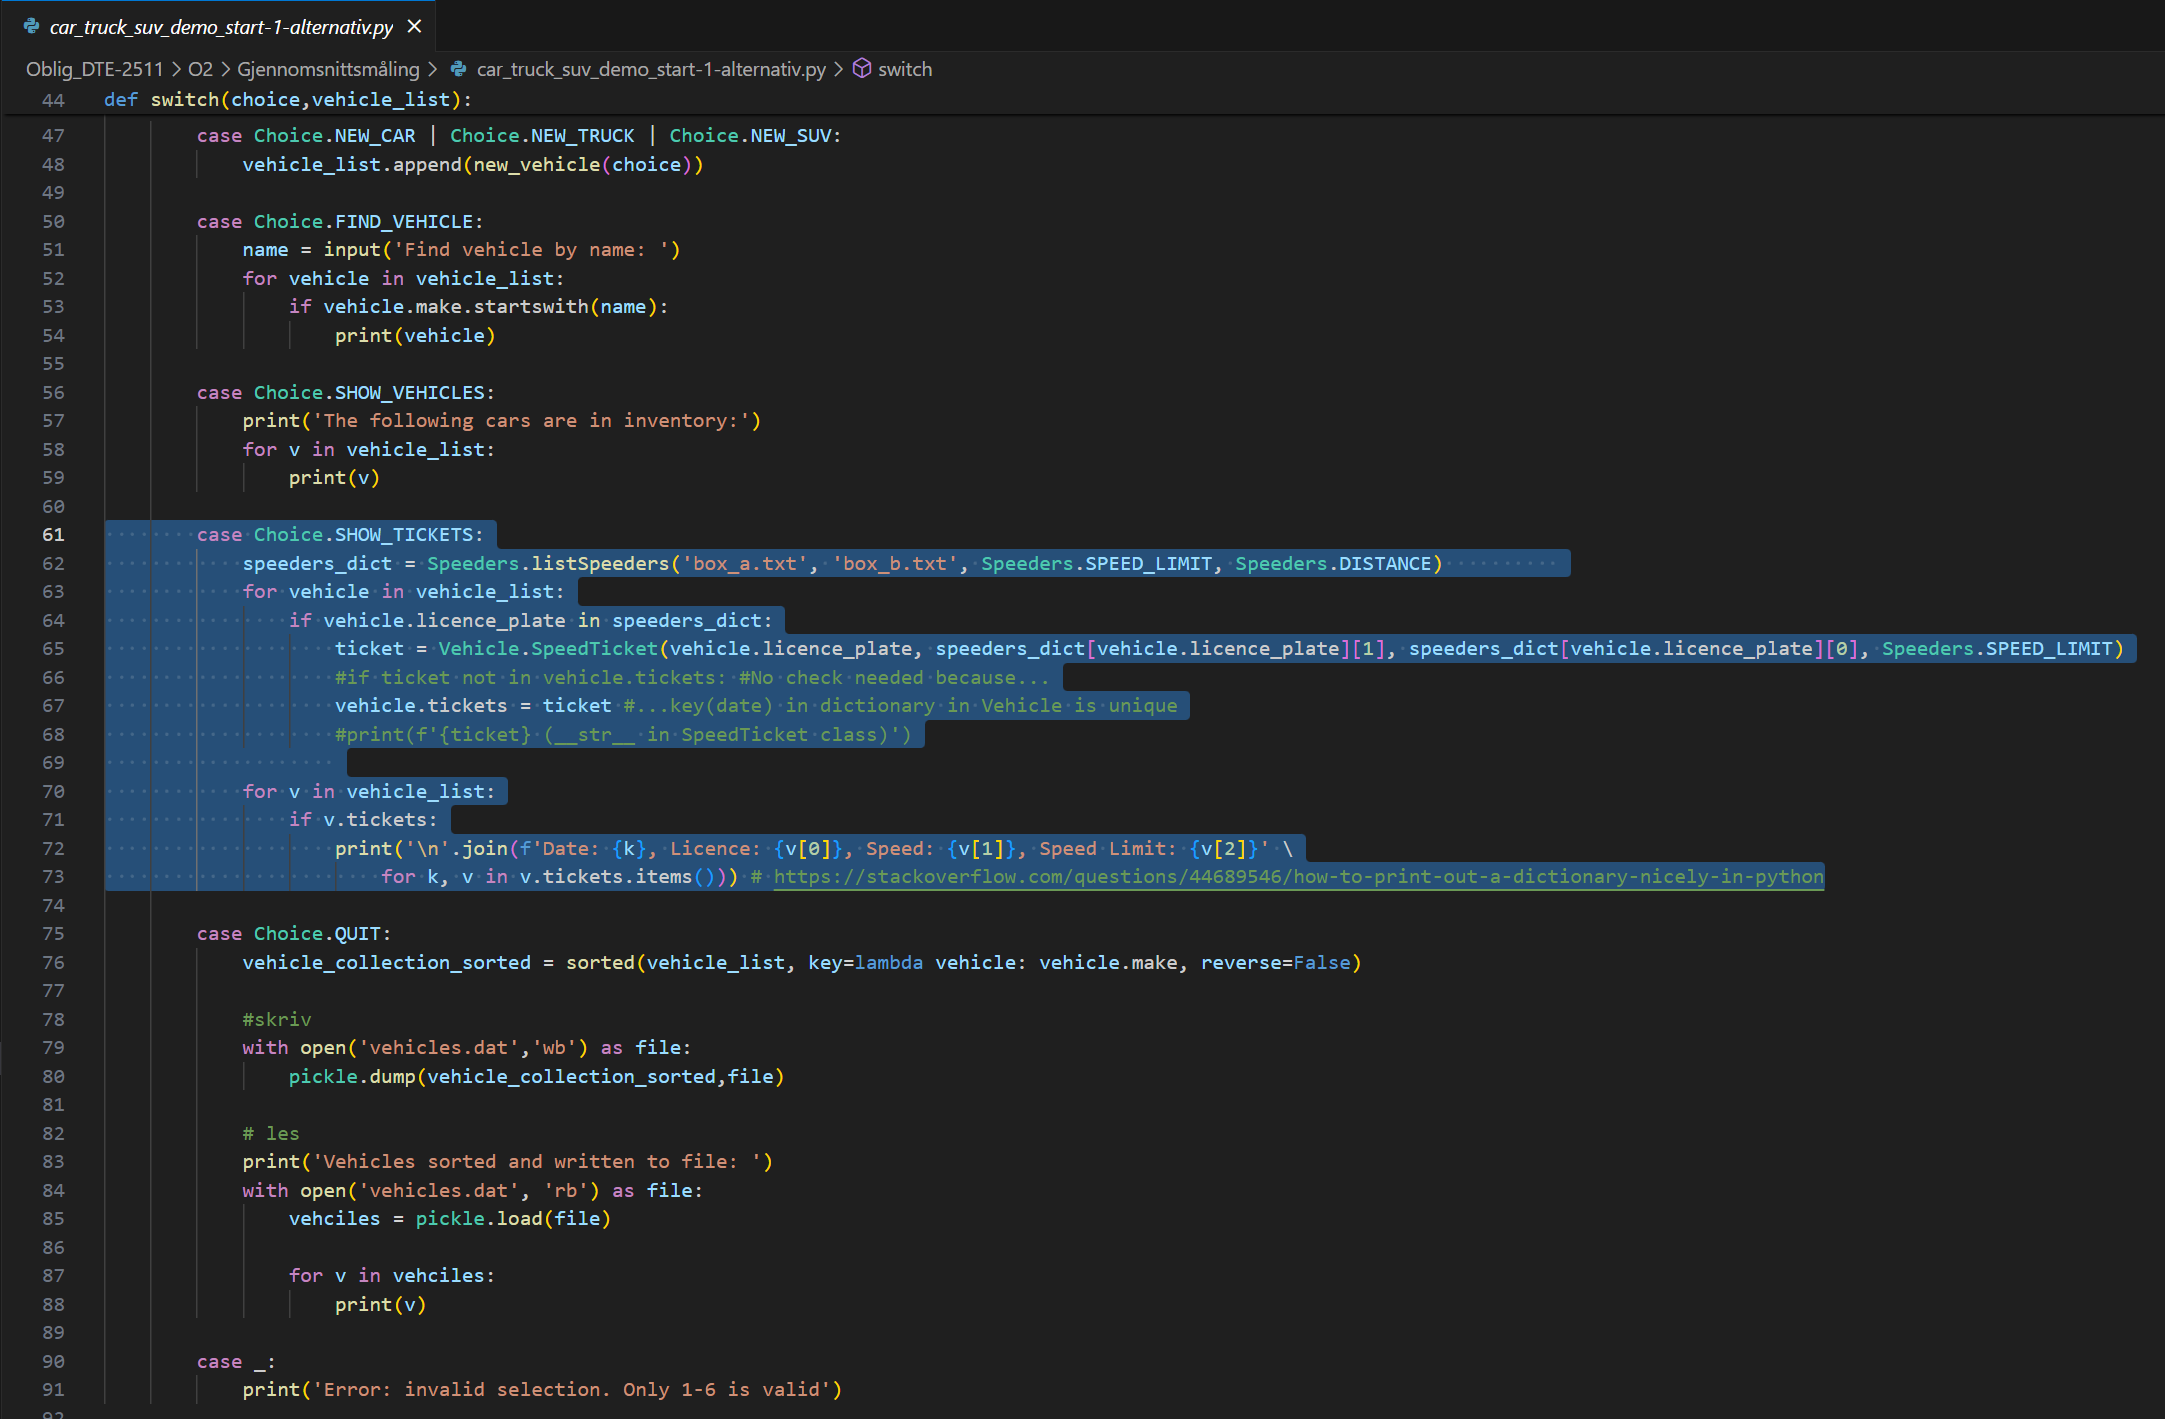 car_truck_suv_demo_start-1-alternativ.py
Oblig_DTE-2511 > O2 > Gjennomsnittsmåling > car_truck_suv_demo_start-1-alternativ.py > switch
44 def switch(choice,vehicle_list):
47 case Choice.NEW_CAR | Choice.NEW_TRUCK | Choice.NEW_SUV:
48 vehicle_list.append(new_vehicle(choice))
49
50 case Choice.FIND_VEHICLE:
51 name = input('Find vehicle by name: ')
52 for vehicle in vehicle_list:
53 if vehicle.make.startswith(name):
54 print(vehicle)
55
56 case Choice.SHOW_VEHICLES:
57 print('The following cars are in inventory:')
58 for v in vehicle_list:
59 print(v)
60
61 case Choice.SHOW_TICKETS:
62 speeders_dict = Speeders.listSpeeders('box_a.txt', 'box_b.txt', Speeders.SPEED_LIMIT, Speeders.DISTANCE)
63 for vehicle in vehicle_list:
64 if vehicle.licence_plate in speeders_dict:
65 ticket = Vehicle.SpeedTicket(vehicle.licence_plate, speeders_dict[vehicle.licence_plate][1], speeders_dict[vehicle.licence_plate][0], Speeders.SPEED_LIMIT)
66 #if ticket not in vehicle.tickets: #No check needed because...
67 vehicle.tickets = ticket #...key(date) in dictionary in Vehicle is unique
68 #print(f'{ticket} (__str__ in SpeedTicket class)')
69
70 for v in vehicle_list:
71 if v.tickets:
72 print('\n'.join(f'Date: {k}, Licence: {v[0]}, Speed: {v[1]}, Speed Limit: {v[2]}' \
73 for k, v in v.tickets.items())) # https://stackoverflow.com/questions/44689546/how-to-print-out-a-dictionary-nicely-in-python
74
75 case Choice.QUIT:
76 vehicle_collection_sorted = sorted(vehicle_list, key=lambda vehicle: vehicle.make, reverse=False)
77
78 #skriv
79 with open('vehicles.dat','wb') as file:
80 pickle.dump(vehicle_collection_sorted,file)
81
82 # les
83 print('Vehicles sorted and written to file: ')
84 with open('vehicles.dat', 'rb') as file:
85 vehciles = pickle.load(file)
86
87 for v in vehciles:
88 print(v)
89
90 case _:
91 print('Error: invalid selection. Only 1-6 is valid')
92